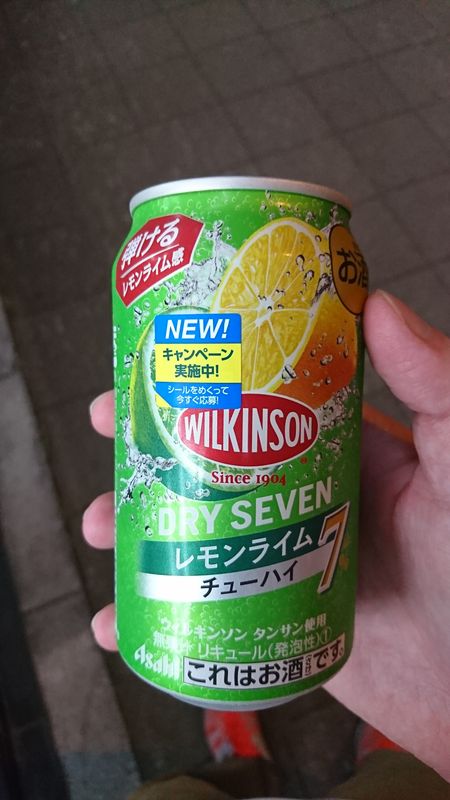 弾ける
レモンライム感
お酒
NEW!
キャンペーン
実施中!
シールをめくって
今すぐ応募!
WILKINSON
Since 1904
DRY SEVEN
レモンライム
7%
チューハイ
ウィルキンソン タンサン使用
リキュール(発泡性)①
Asahi
これはお酒です。